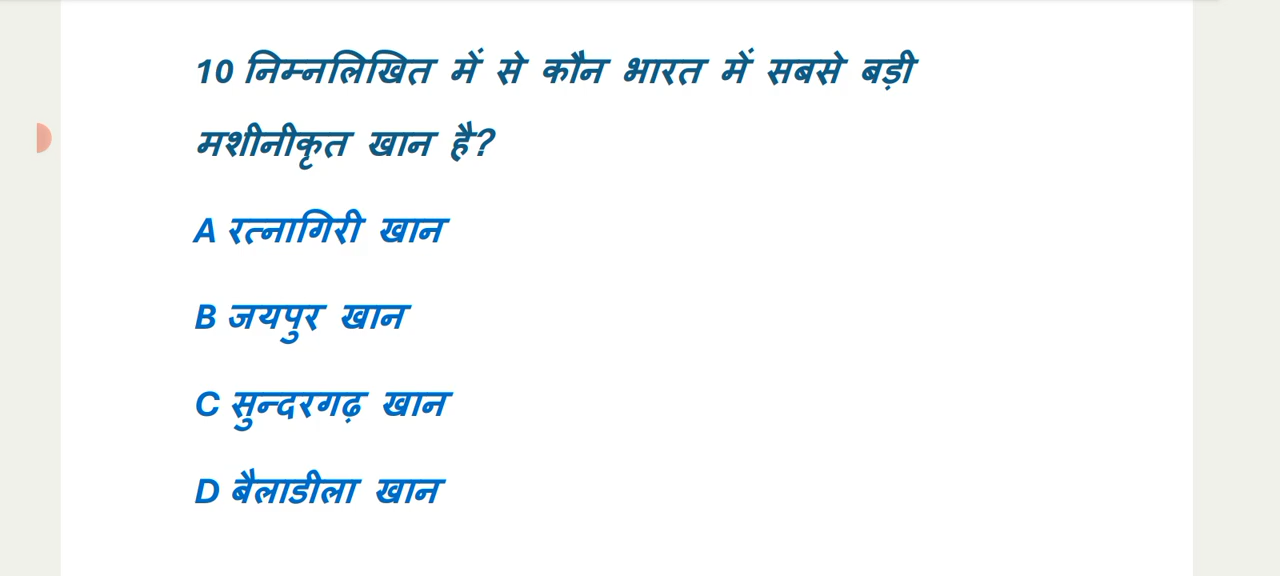 10 निम्नलिखित में से कौन भारत में सबसे बड़ी
मशीनीकृत खान है?
A रत्नागिरी खान
B जयपुर खान
C सुन्दरगढ़ खान
D बैलाडीला खान